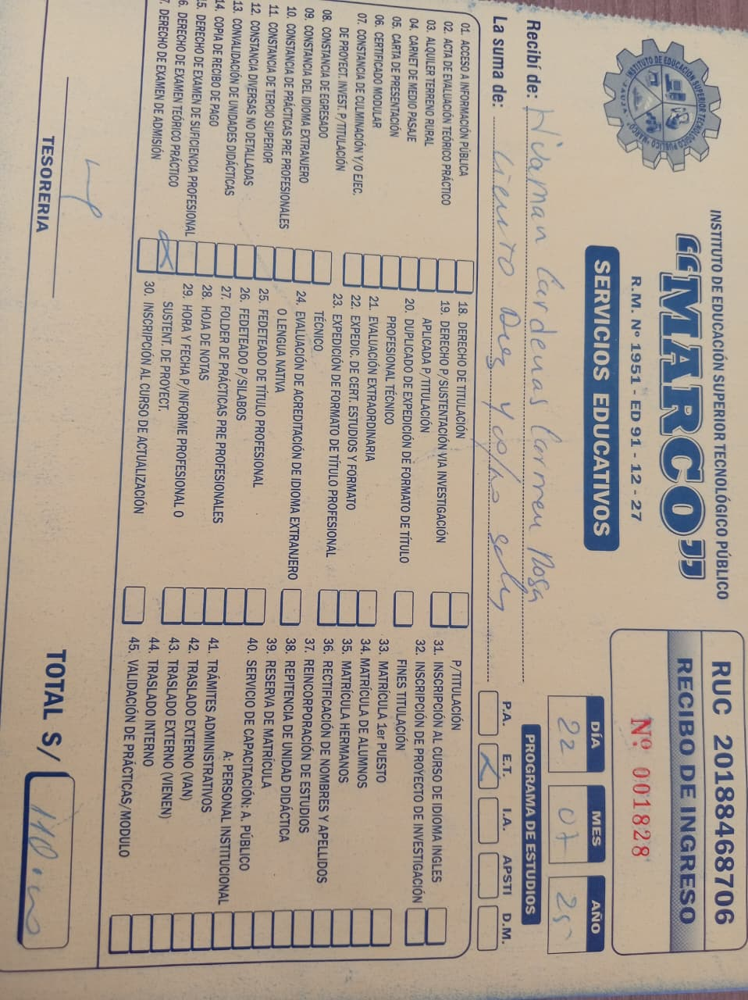 INSTITUTO DE EDUCACIÓN SUPERIOR TECNOLÓGICO PÚBLICO
“MARCO”
R.M. Nº 1951 - ED 91 - 12 - 27
SERVICIOS EDUCATIVOS
INSTITUTO DE EDUCACION SUPERIOR TECNOLOGICO PUBLICO "MARCO"
- JAUJA -
RUC 20188468706
RECIBO DE INGRESO
Nº 001828
DÍA MES AÑO
22 07 25
Recibí de: Huaman Cardenas Carmen Rosa
La suma de: ciento Diez y ocho soles
PROGRAMA DE ESTUDIOS
P.A. E.T. X I.A. APSTI D.M.
01. ACCESO A INFORMACIÓN PÚBLICA
02. ACTA DE EVALUACIÓN TEÓRICO PRÁCTICO
03. ALQUILER TERRENO RURAL
04. CARNET DE MEDIO PASAJE
05. CARTA DE PRESENTACIÓN
06. CERTIFICADO MODULAR
07. CONSTANCIA DE CULMINACIÓN Y/O EJEC.
DE PROYECT. INVEST. P/TITULACIÓN
08. CONSTANCIA DE EGRESADO
09. CONSTANCIA DEL IDIOMA EXTRANJERO
10. CONSTANCIA DE PRÁCTICAS PRE PROFESIONALES
11. CONSTANCIA DE TERCIO SUPERIOR
12. CONSTANCIA DIVERSAS NO DETALLADAS
13. CONVALIDACIÓN DE UNIDADES DIDÁCTICAS
14. COPIA DE RECIBO DE PAGO
15. DERECHO DE EXAMEN DE SUFICIENCIA PROFESIONAL
6. DERECHO DE EXAMEN TEÓRICO PRÁCTICO
7. DERECHO DE EXAMEN DE ADMISIÓN X
18. DERECHO DE TITULACIÓN
19. DERECHO P/SUSTENTACIÓN VIA INVESTIGACIÓN
APLICADA P/TITULACIÓN
20. DUPLICADO DE EXPEDICIÓN DE FORMATO DE TÍTULO
PROFESIONAL TÉCNICO
21. EVALUACIÓN EXTRAORDINARIA
22. EXPEDIC. DE CERT. ESTUDIOS Y FORMATO
23. EXPEDICIÓN DE FORMATO DE TÍTULO PROFESIONAL
TÉCNICO
24. EVALUACIÓN DE ACREDITACIÓN DE IDIOMA EXTRANJERO
O LENGUA NATIVA
25. FEDETEADO DE TÍTULO PROFESIONAL
26. FEDETEADO P/SILABOS
27. FOLDER DE PRÁCTICAS PRE PROFESIONALES
28. HOJA DE NOTAS
29. HORA Y FECHA P/INFORME PROFESIONAL O
SUSTENT. DE PROYECT.
30. INSCRIPCIÓN AL CURSO DE ACTUALIZACIÓN
P/TITULACIÓN
31. INSCRIPCIÓN AL CURSO DE IDIOMA INGLES
32. INSCRIPCIÓN DE PROYECTO DE INVESTIGACIÓN
FINES TITULACIÓN
33. MATRÍCULA 1er PUESTO
34. MATRÍCULA DE ALUMNOS
35. MATRÍCULA HERMANOS
36. RECTIFICACIÓN DE NOMBRES Y APELLIDOS
37. REINCORPORACIÓN DE ESTUDIOS
38. REPITENCIA DE UNIDAD DIDÁCTICA
39. RESERVA DE MATRÍCULA
40. SERVICIO DE CAPACITACIÓN: A. PÚBLICO
A: PERSONAL INSTITUCIONAL
41. TRÁMITES ADMINISTRATIVOS
42. TRASLADO EXTERNO (VAN)
43. TRASLADO EXTERNO (VIENEN)
44. TRASLADO INTERNO
45. VALIDACIÓN DE PRÁCTICAS/MODULO
TESORERIA
TOTAL S/